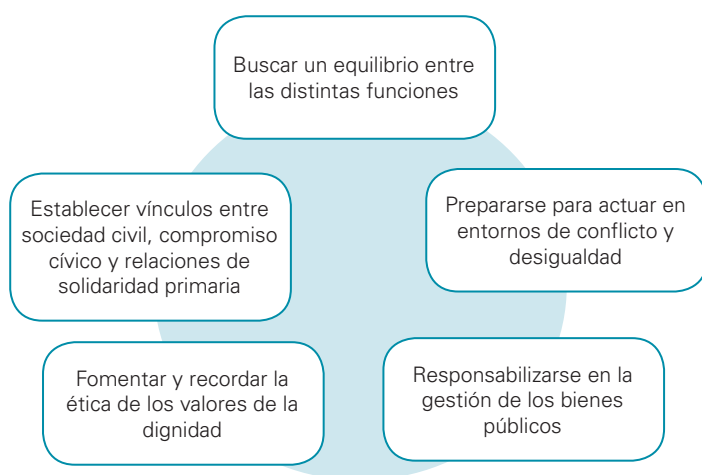 Buscar un equilibrio entre
las distintas funciones
Establecer vínculos entre
sociedad civil, compromiso
cívico y relaciones de
solidaridad primaria
Prepararse para actuar en
entornos de conflicto y
desigualdad
Fomentar y recordar la
ética de los valores de la
dignidad
Responsabilizarse en la
gestión de los bienes
públicos